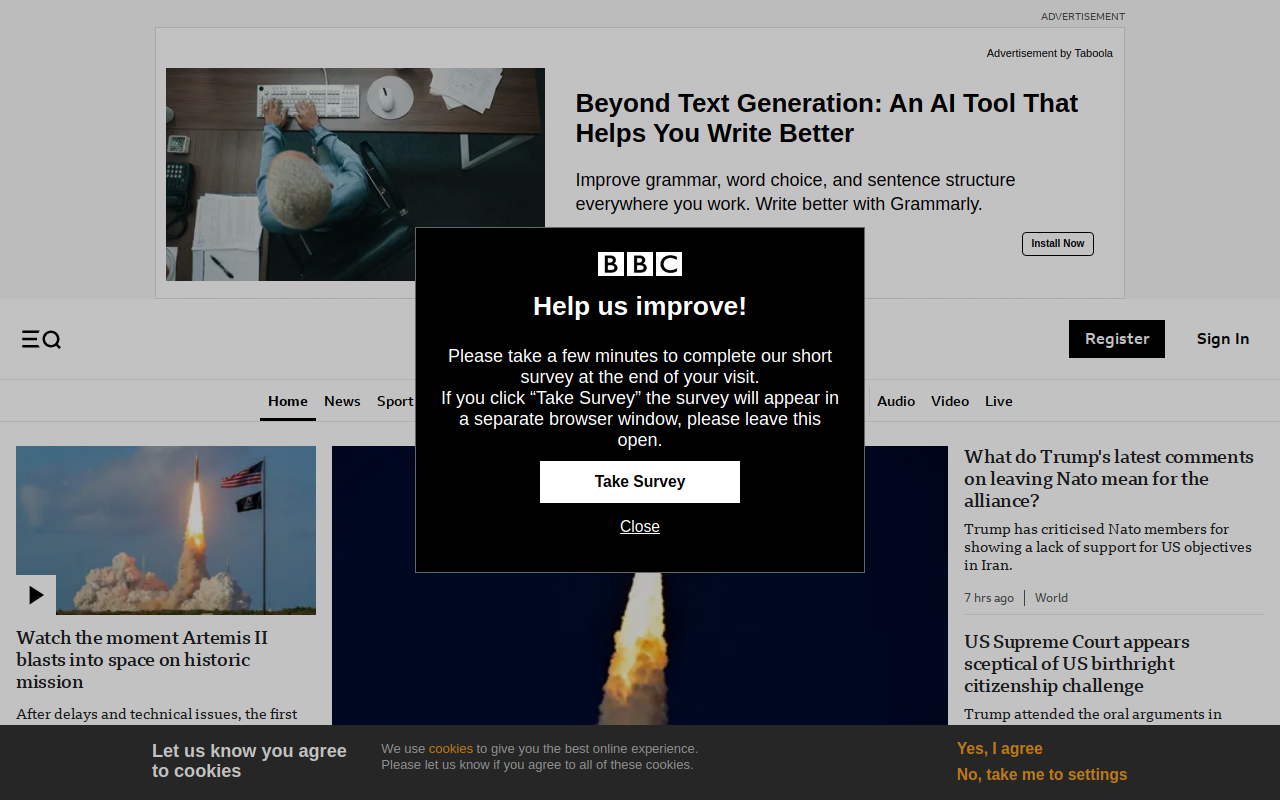 ADVERTISEMENT
Advertisement by Taboola
Beyond Text Generation: An AI Tool That
Helps You Write Better
Improve grammar, word choice, and sentence structure
everywhere you work. Write better with Grammarly.
Install Now
BBC
Help us improve!
Please take a few minutes to complete our short
survey at the end of your visit.
If you click “Take Survey” the survey will appear in
a separate browser window, please leave this
open.
Take Survey
Close
Register
Sign In
Home
News
Sport
Audio
Video
Live
Watch the moment Artemis II
blasts into space on historic
mission
After delays and technical issues, the first
What do Trump's latest comments
on leaving Nato mean for the
alliance?
Trump has criticised Nato members for
showing a lack of support for US objectives
in Iran.
7 hrs ago
World
US Supreme Court appears
sceptical of US birthright
citizenship challenge
Trump attended the oral arguments in
Let us know you agree
to cookies
We use cookies to give you the best online experience.
Please let us know if you agree to all of these cookies.
Yes, I agree
No, take me to settings